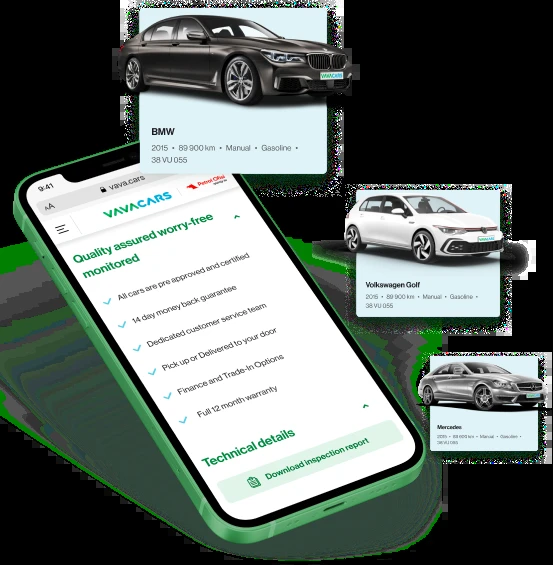 VAVACARS
BMW
2015 • 89 900 km • Manual • Gasoline •
38 VU 055
9:41
AA
vava.cars
VAVACARS
Petrol Ofisi
Quality assured worry-free
monitored
All cars are pre approved and certified
14 day money back guarantee
Dedicated customer service team
Pick up or Delivered to your door
Finance and Trade-In Options
Full 12 month warranty
Technical details
Download inspection report
Volkswagen Golf
2015 • 89 900 km • Manual • Gasoline •
38 VU 055
Mercedes
2015 • 89 900 km • Manual • Gasoline •
38 VU 055